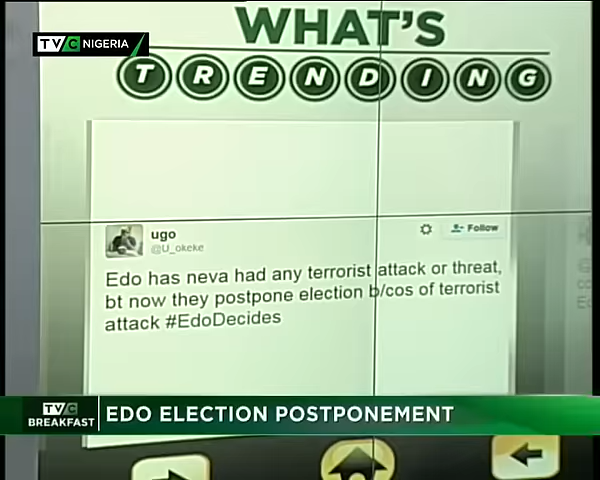 WHAT'S
TRENDING
TVC NIGERIA
ugo
@U_okeke
Follow
Edo has neva had any terrorist attack or threat,
bt now they postpone election b/cos of terrorist
attack #EdoDecides
TVC
BREAKFAST
EDO ELECTION POSTPONEMENT